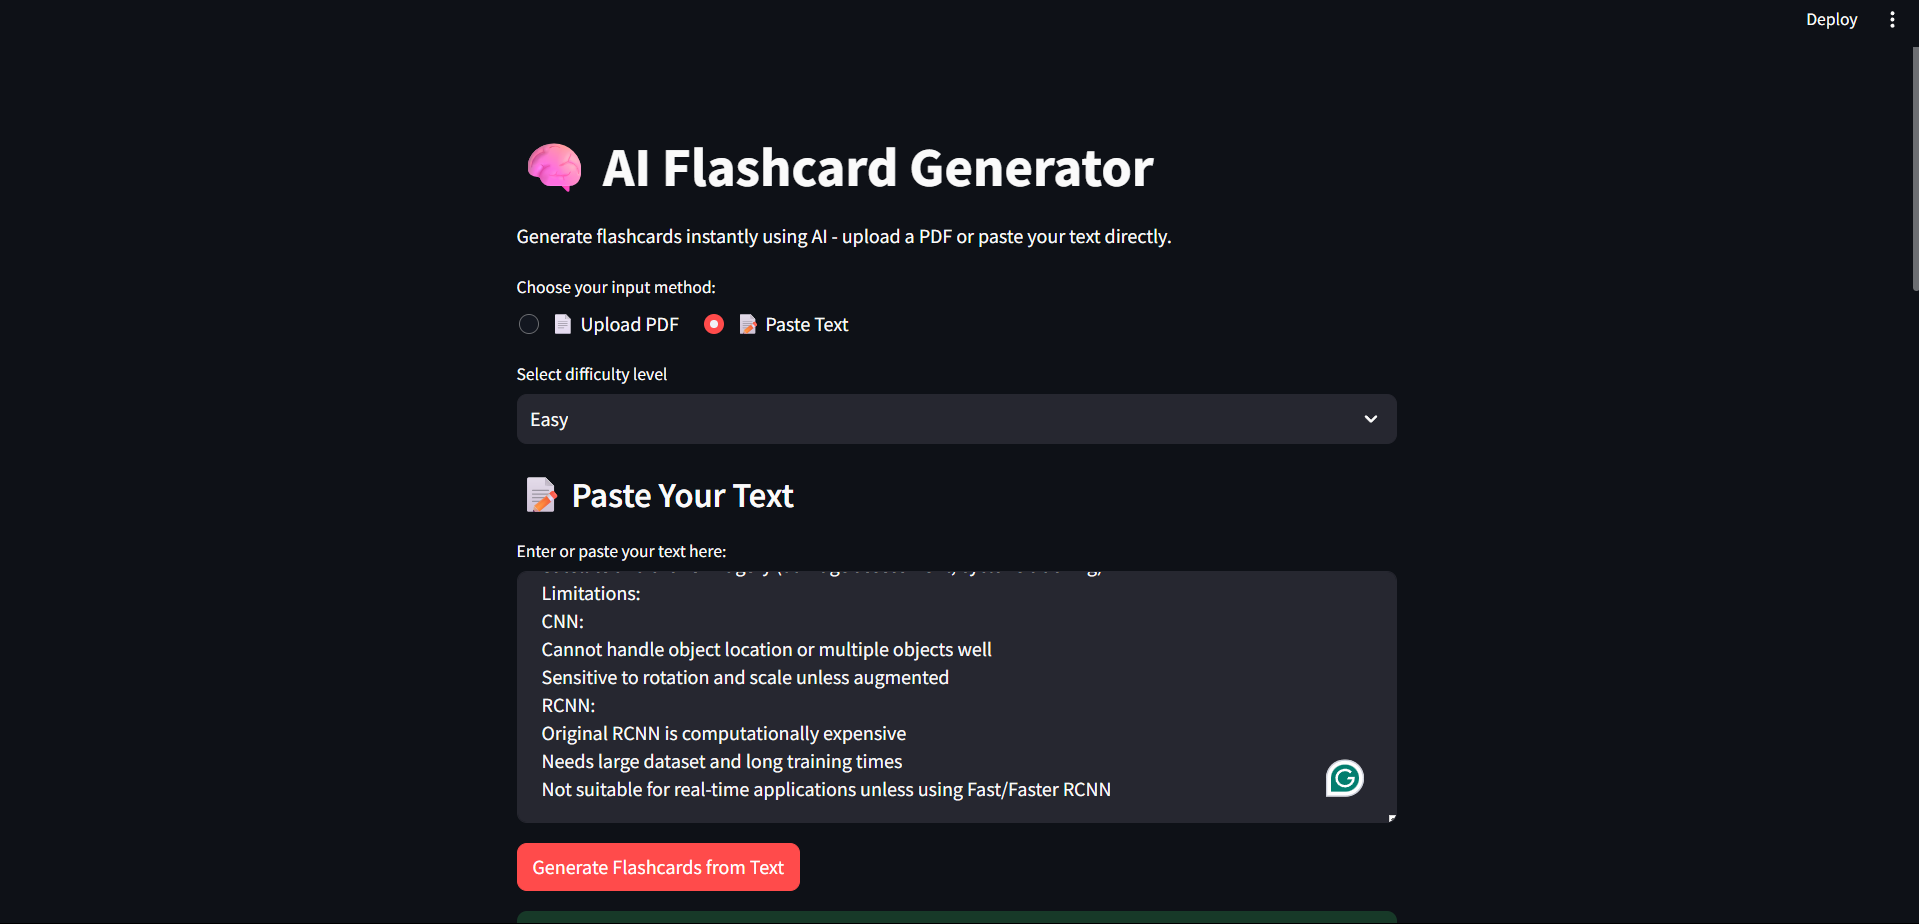 Deploy
AI Flashcard Generator
Generate flashcards instantly using AI - upload a PDF or paste your text directly.
Choose your input method:
Upload PDF
Paste Text
Select difficulty level
Easy
Paste Your Text
Enter or paste your text here:
Limitations:
CNN:
Cannot handle object location or multiple objects well
Sensitive to rotation and scale unless augmented
RCNN:
Original RCNN is computationally expensive
Needs large dataset and long training times
Not suitable for real-time applications unless using Fast/Faster RCNN
Generate Flashcards from Text